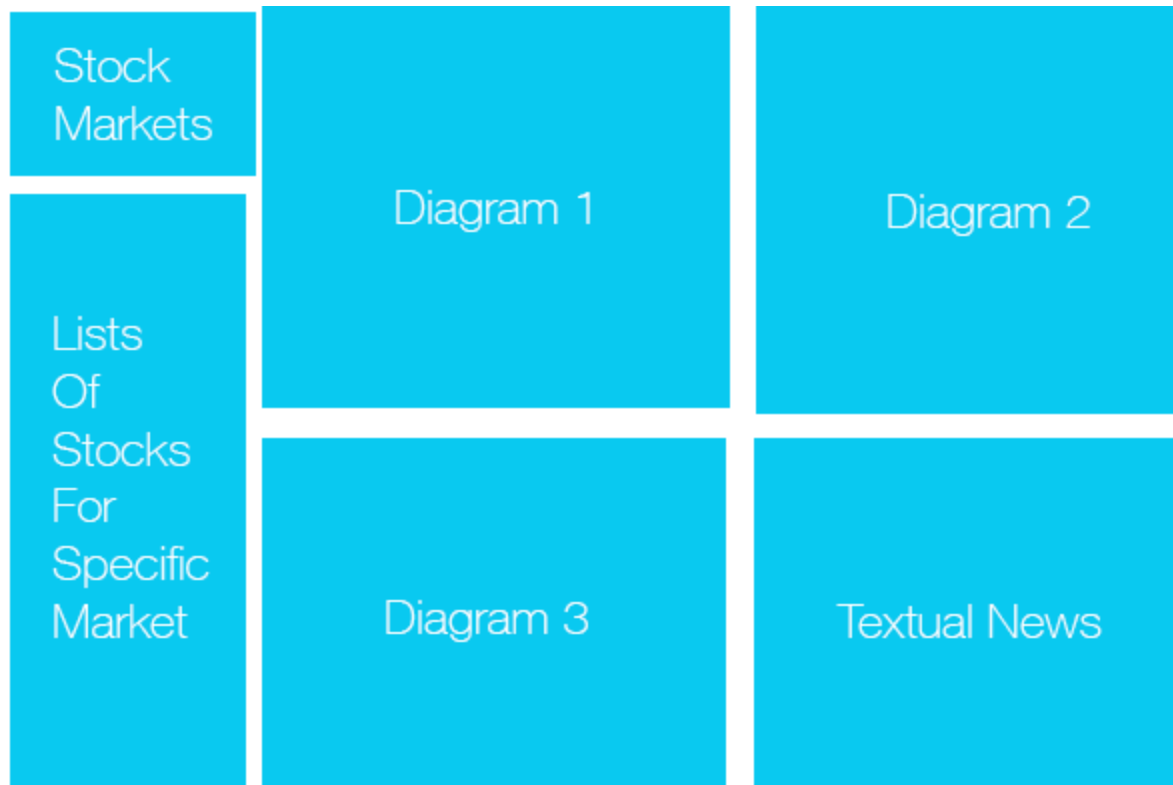 Stock
Markets
Diagram 1
Diagram 2
Lists
Of
Stocks
For
Specific
Market
Diagram 3
Textual News